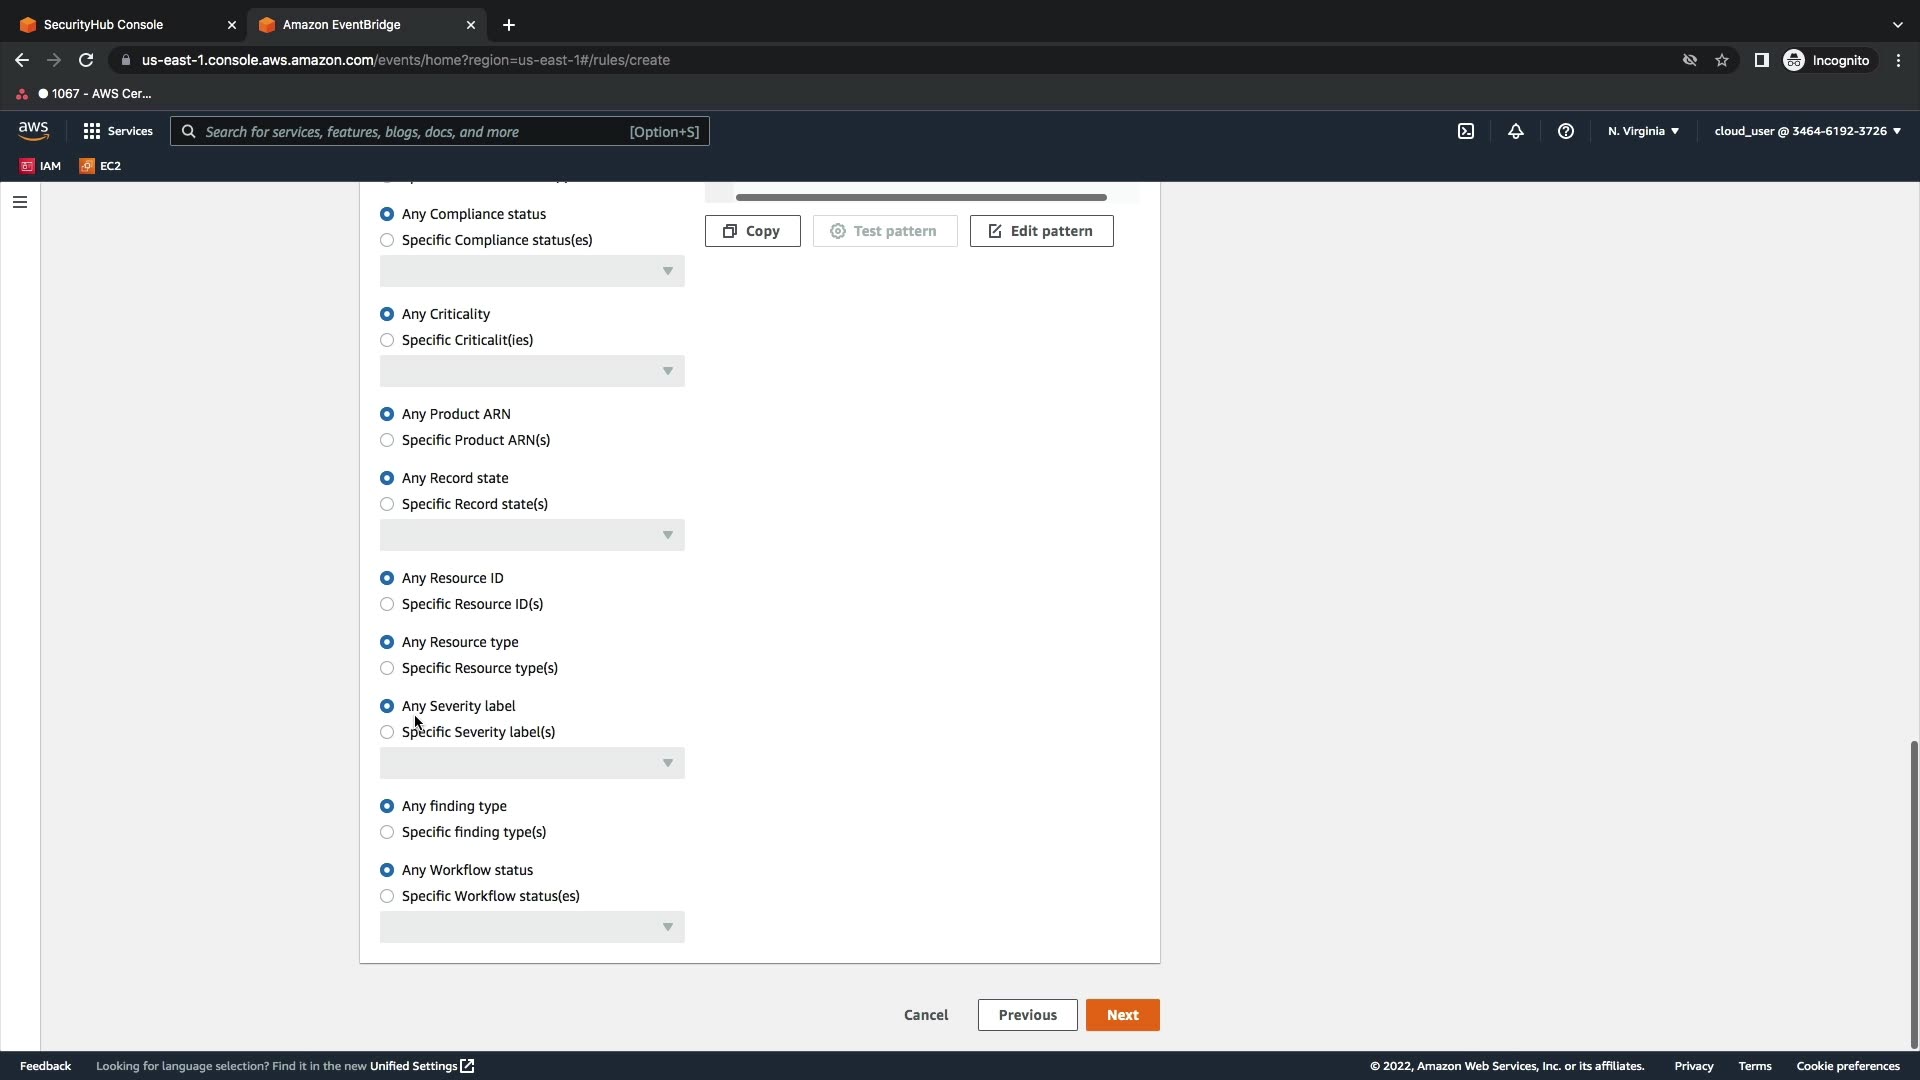 SecurityHub Console
Amazon EventBridge
us-east-1.console.aws.amazon.com/events/home?region=us-east-1#/rules/create
Incognito
1067 - AWS Cer...
aws
Services
Search for services, features, blogs, docs, and more
[Option+S]
N. Virginia
cloud_user @ 3464-6192-3726
IAM
EC2
Any Compliance status
Specific Compliance status(es)
Copy
Test pattern
Edit pattern
Any Criticality
Specific Criticalit(ies)
Any Product ARN
Specific Product ARN(s)
Any Record state
Specific Record state(s)
Any Resource ID
Specific Resource ID(s)
Any Resource type
Specific Resource type(s)
Any Severity label
Specific Severity label(s)
Any finding type
Specific finding type(s)
Any Workflow status
Specific Workflow status(es)
Cancel
Previous
Next
Feedback
Looking for language selection? Find it in the new Unified Settings
© 2022, Amazon Web Services, Inc. or its affiliates.
Privacy
Terms
Cookie preferences